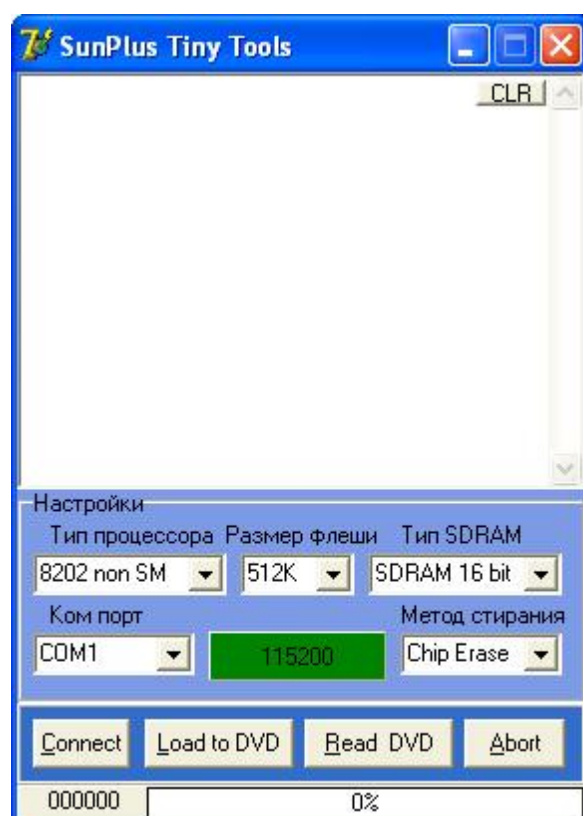 SunPlus Tiny Tools
CLR
Настройки
Тип процессора Размер флеши Тип SDRAM
8202 non SM 512K SDRAM 16 bit
Ком порт Метод стирания
COM1 115200 Chip Erase
Connect Load to DVD Read DVD Abort
000000 0%